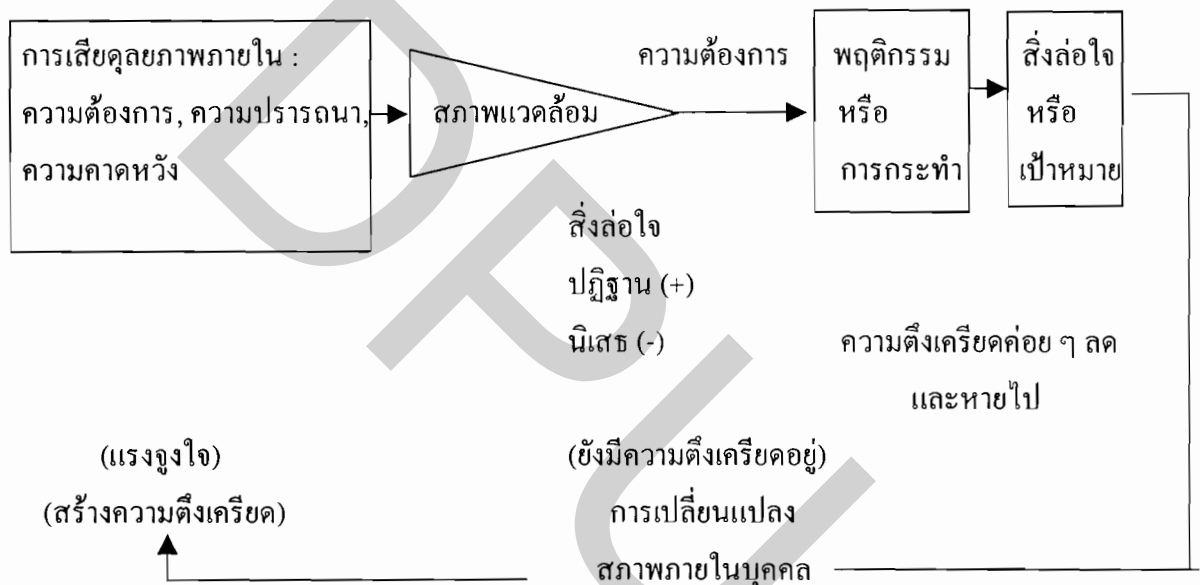 การเสียดุลยภาพภายใน :
ความต้องการ, ความปรารถนา,
ความคาดหวัง
สภาพแวดล้อม
ความต้องการ
พฤติกรรม
หรือ
การกระทำ
สิ่งล่อใจ
หรือ
เป้าหมาย
สิ่งล่อใจ
ปฏิฐาน (+)
นิเสธ (-)
ความตึงเครียดค่อย ๆ ลด
และหายไป
(แรงจูงใจ)
(สร้างความตึงเครียด)
(ยังมีความตึงเครียดอยู่)
การเปลี่ยนแปลง
สภาพภายในบุคคล
DPU